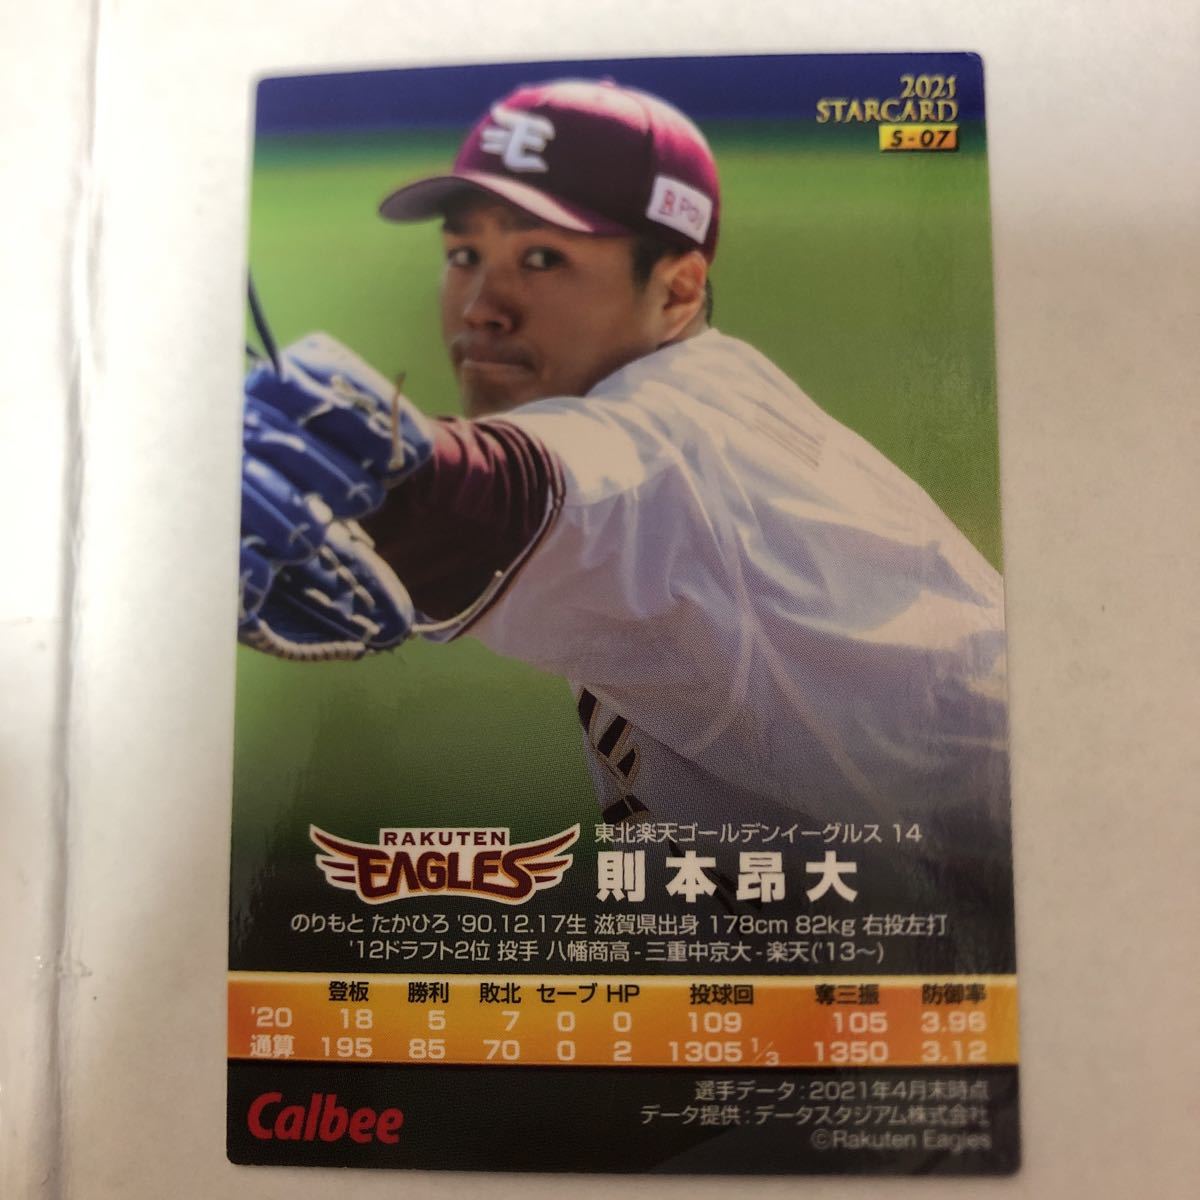 2021
STARCARD
S-07
R Pay
RAKUTEN
EAGLES
東北楽天ゴールデンイーグルス 14
則本昂大
のりもと たかひろ '90.12.17生 滋賀県出身 178cm 82kg 右投左打
'12ドラフト2位 投手 八幡商高-三重中京大-楽天('13〜)
登板 勝利 敗北 セーブ HP 投球回 奪三振 防御率
'20 18 5 7 0 0 109 105 3.96
通算 195 85 70 0 2 1305 1/3 1350 3.12
Calbee
選手データ:2021年4月末時点
データ提供:データスタジアム株式会社
©Rakuten Eagles